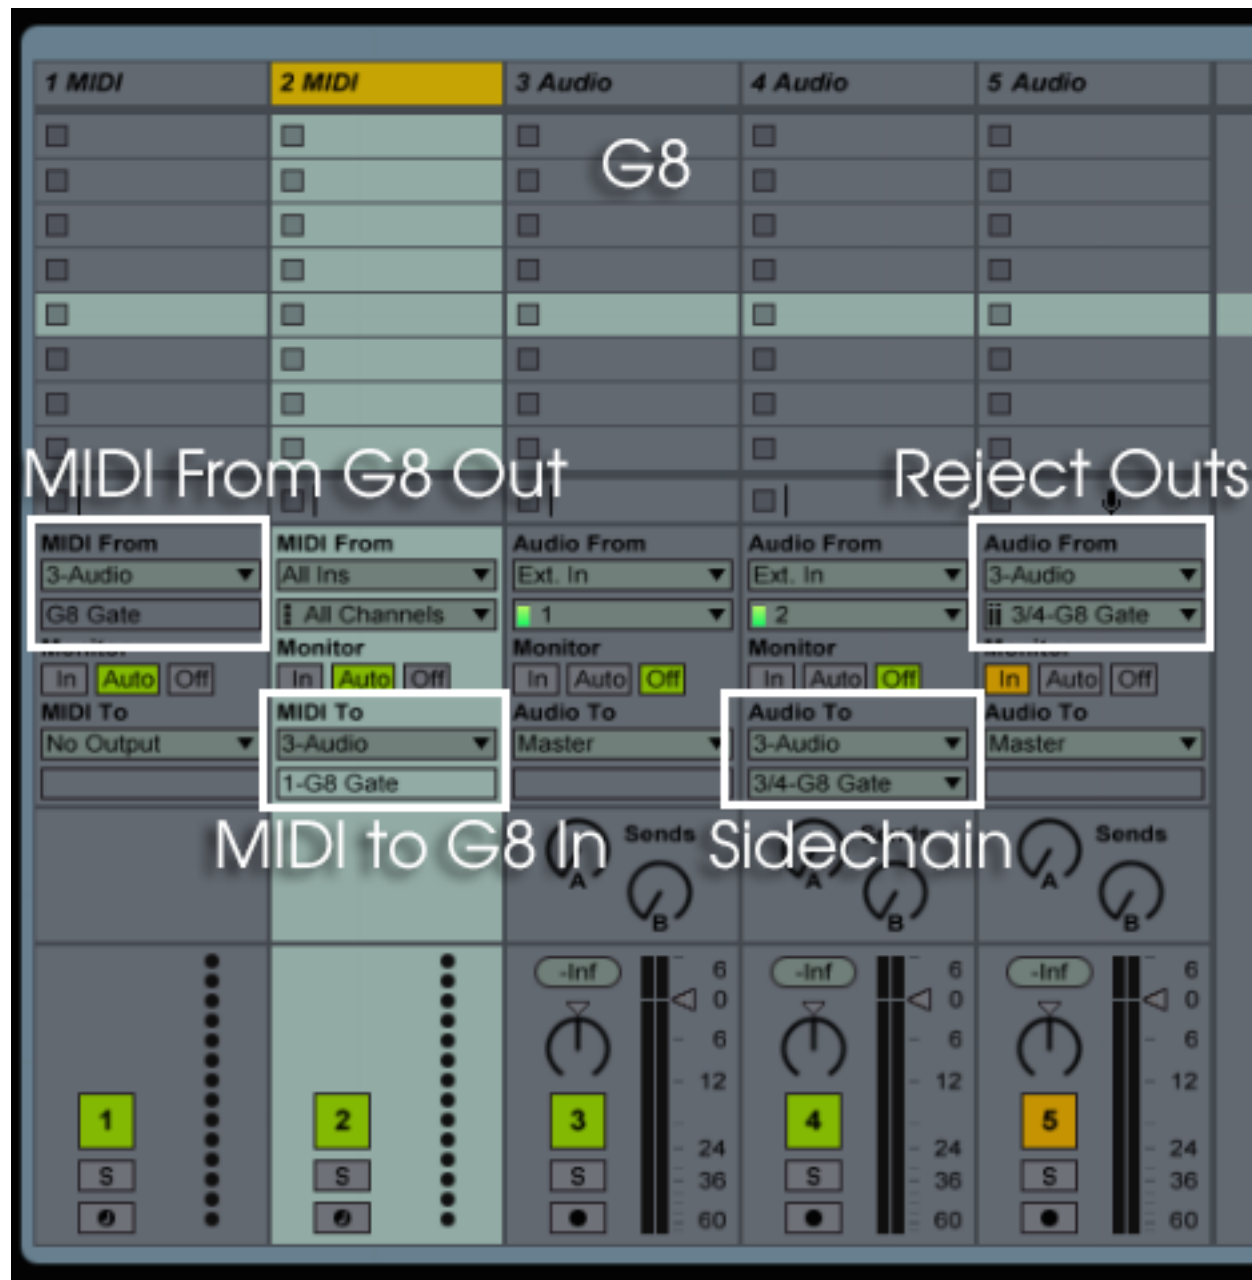 1 MIDI 2 MIDI 3 Audio 4 Audio 5 Audio
G8
MIDI From G8 Out Reject Outs
MIDI From MIDI From Audio From Audio From Audio From
3-Audio All Ins Ext. In Ext. In 3-Audio
G8 Gate All Channels 1 2 3/4-G8 Gate
Monitor Monitor Monitor Monitor Monitor
In Auto Off In Auto Off In Auto Off In Auto Off In Auto Off
MIDI To MIDI To Audio To Audio To Audio To
No Output 3-Audio Master 3-Audio Master
1-G8 Gate 3/4-G8 Gate
MIDI to G8 In Sidechain
Sends Sends Sends
A A A
B B B
-Inf 6 -Inf 6 -Inf 6
0 0 0
6 6 6
12 12 12
1 2 3 4 5
24 24 24
S S S 36 S 36 S 36
60 60 60